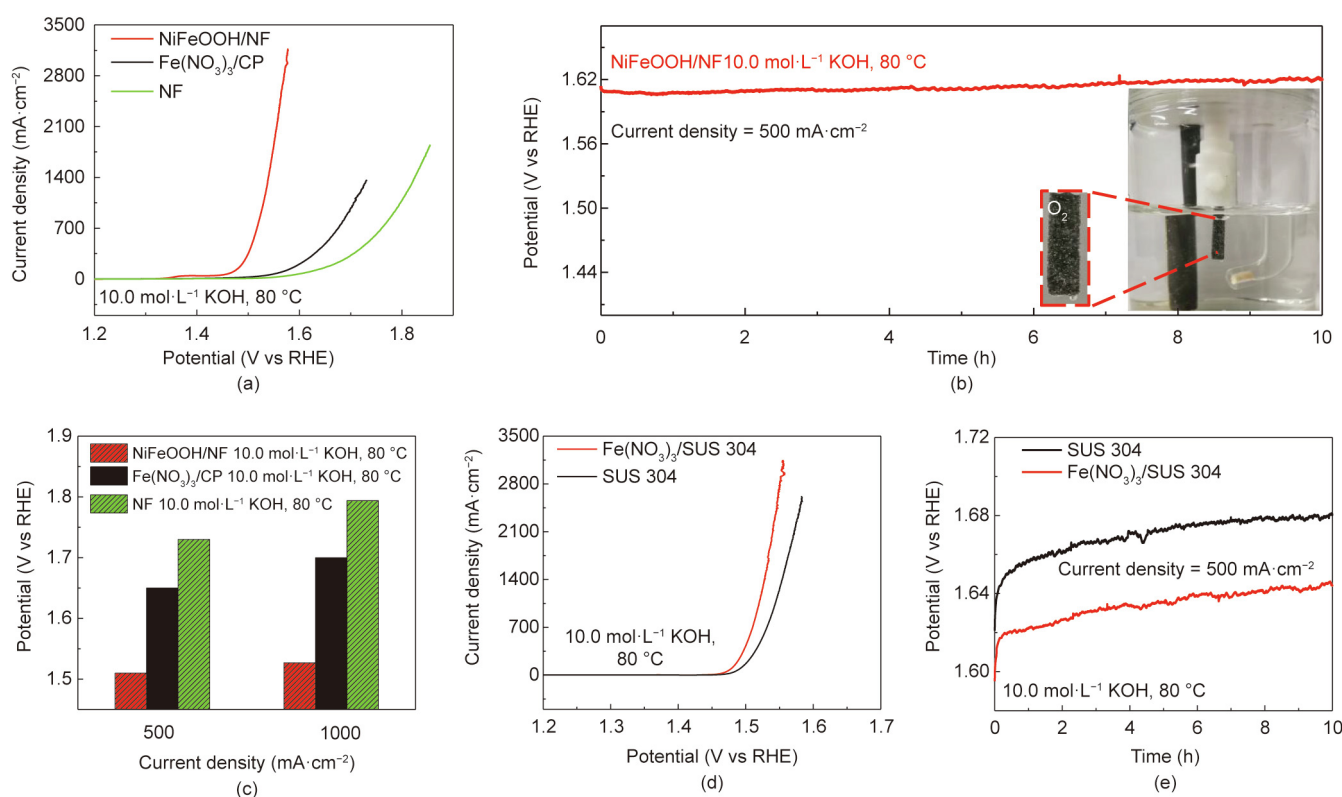 3500
2800
2100
1400
700
0
Current density (mA·cm⁻²)
NiFeOOH/NF
Fe(NO₃)₃/CP
NF
10.0 mol·L⁻¹ KOH, 80 °C
1.2 1.4 1.6 1.8
Potential (V vs RHE)
(a)
1.62
1.56
1.50
1.44
Potential (V vs RHE)
NiFeOOH/NF10.0 mol·L⁻¹ KOH, 80 °C
Current density = 500 mA·cm⁻²
O₂
0 2 4 6 8 10
Time (h)
(b)
1.9
1.8
1.7
1.6
1.5
Potential (V vs RHE)
NiFeOOH/NF 10.0 mol·L⁻¹ KOH, 80 °C
Fe(NO₃)₃/CP 10.0 mol·L⁻¹ KOH, 80 °C
NF 10.0 mol·L⁻¹ KOH, 80 °C
500 1000
Current density (mA·cm⁻²)
(c)
3500
2800
2100
1400
700
0
Current density (mA·cm⁻²)
Fe(NO₃)₃/SUS 304
SUS 304
10.0 mol·L⁻¹ KOH,
80 °C
1.2 1.3 1.4 1.5 1.6 1.7
Potential (V vs RHE)
(d)
1.72
1.68
1.64
1.60
Potential (V vs RHE)
SUS 304
Fe(NO₃)₃/SUS 304
Current density = 500 mA·cm⁻²
10.0 mol·L⁻¹ KOH, 80 °C
0 2 4 6 8 10
Time (h)
(e)